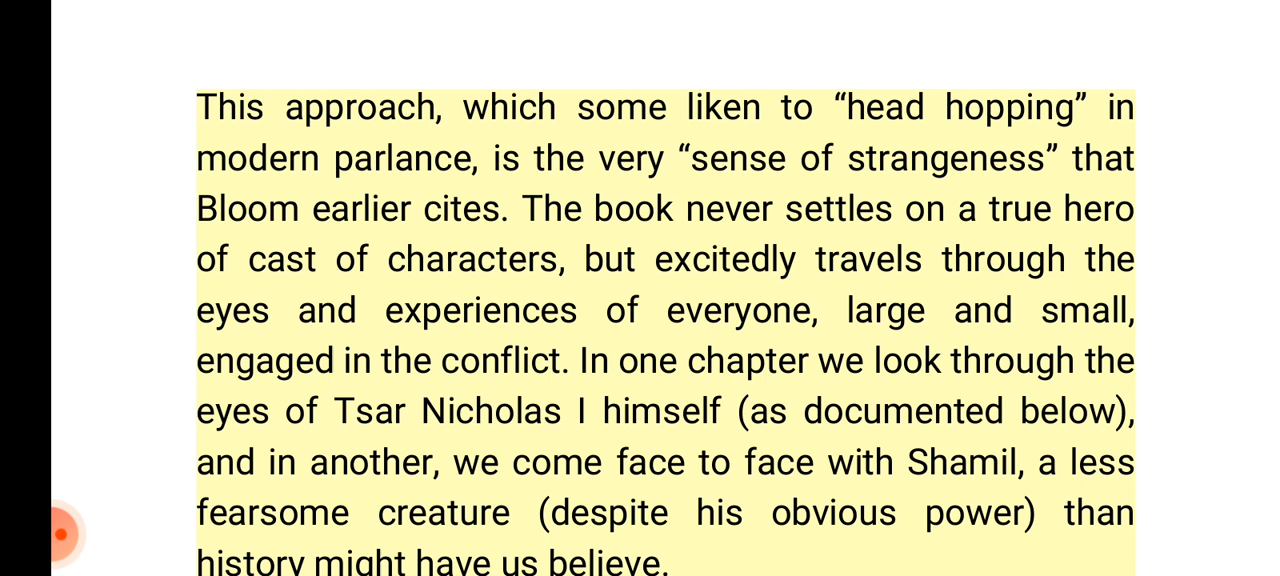 This approach, which some liken to “head hopping” in
modern parlance, is the very “sense of strangeness” that
Bloom earlier cites. The book never settles on a true hero
of cast of characters, but excitedly travels through the
eyes and experiences of everyone, large and small,
engaged in the conflict. In one chapter we look through the
eyes of Tsar Nicholas I himself (as documented below),
and in another, we come face to face with Shamil, a less
fearsome creature (despite his obvious power) than
history might have us believe.